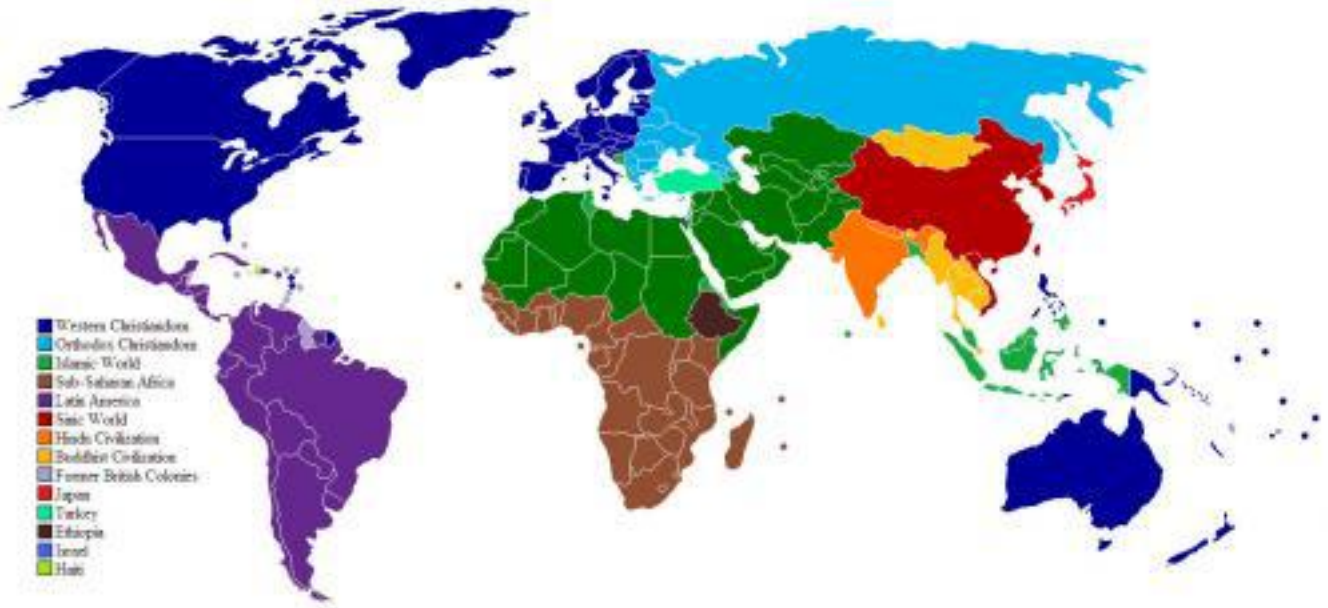 Western Christiandom
Orthodox Christiandom
Islamic World
Sub-Saharan Africa
Latin America
Sinic World
Hindu Civilization
Buddhist Civilization
Former British Colonies
Japan
Turkey
Ethiopia
Israel
Haiti